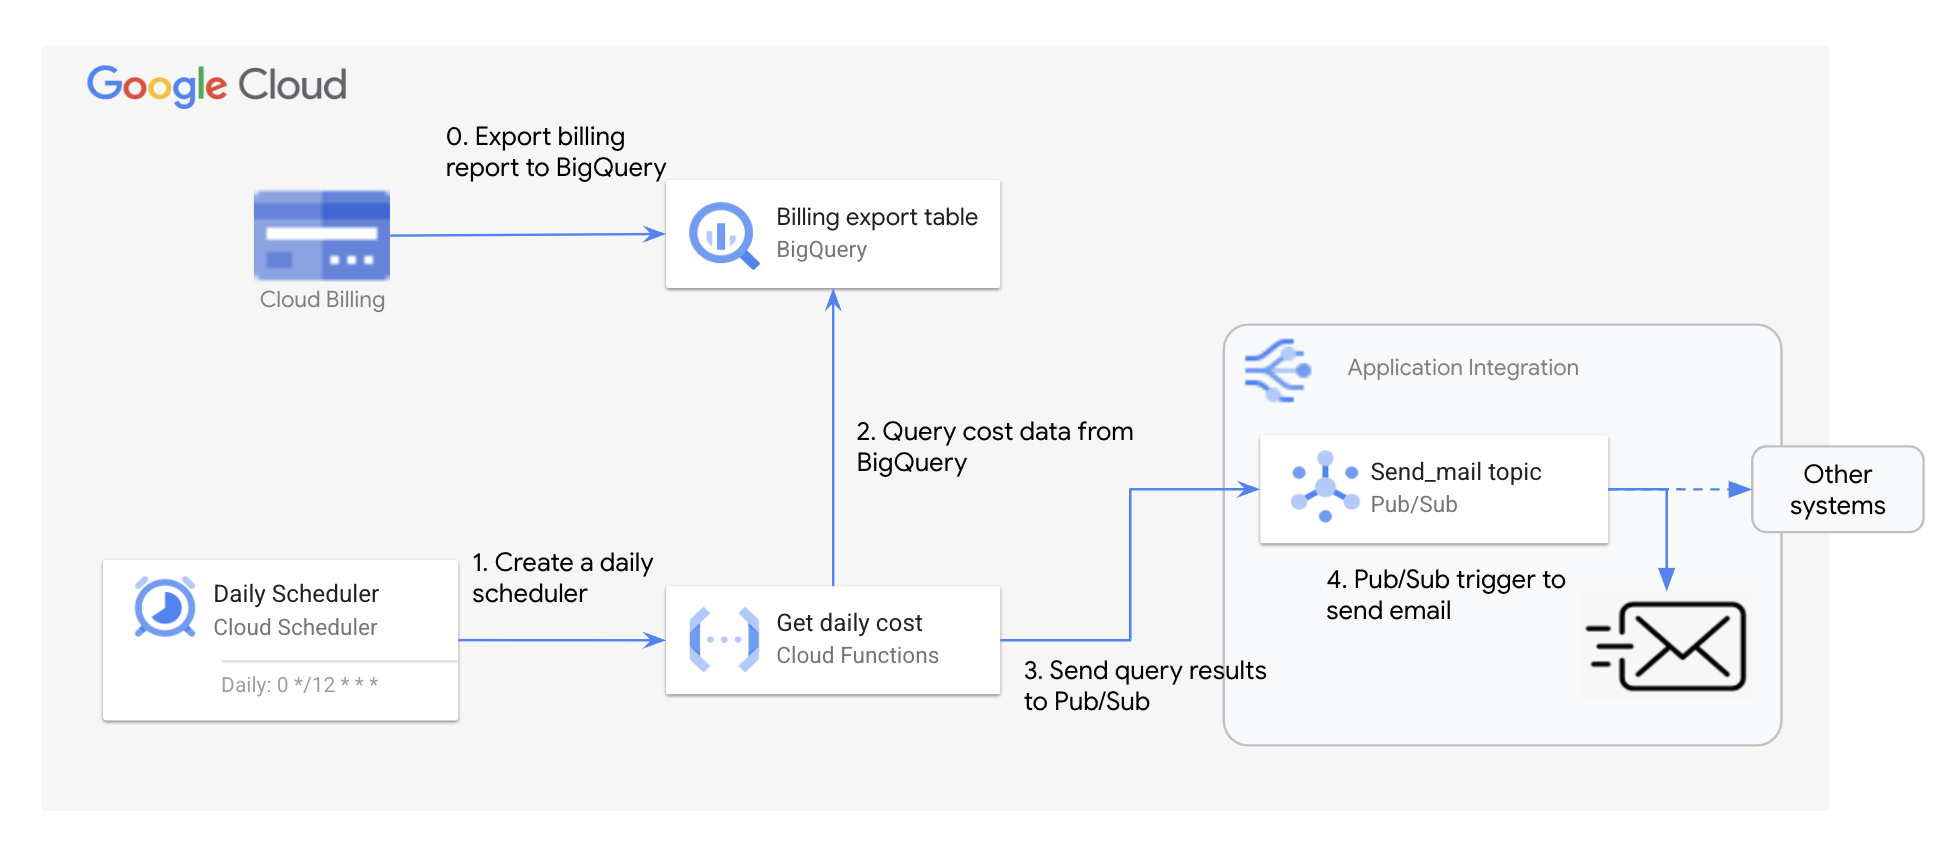 Google Cloud
0. Export billing
report to BigQuery
Billing export table
BigQuery
Cloud Billing
Application Integration
2. Query cost data from
BigQuery
Send_mail topic
Pub/Sub
Other
systems
1. Create a daily
scheduler
Daily Scheduler
Cloud Scheduler
Daily: 0 */12 * * *
Get daily cost
Cloud Functions
4. Pub/Sub trigger to
send email
3. Send query results
to Pub/Sub